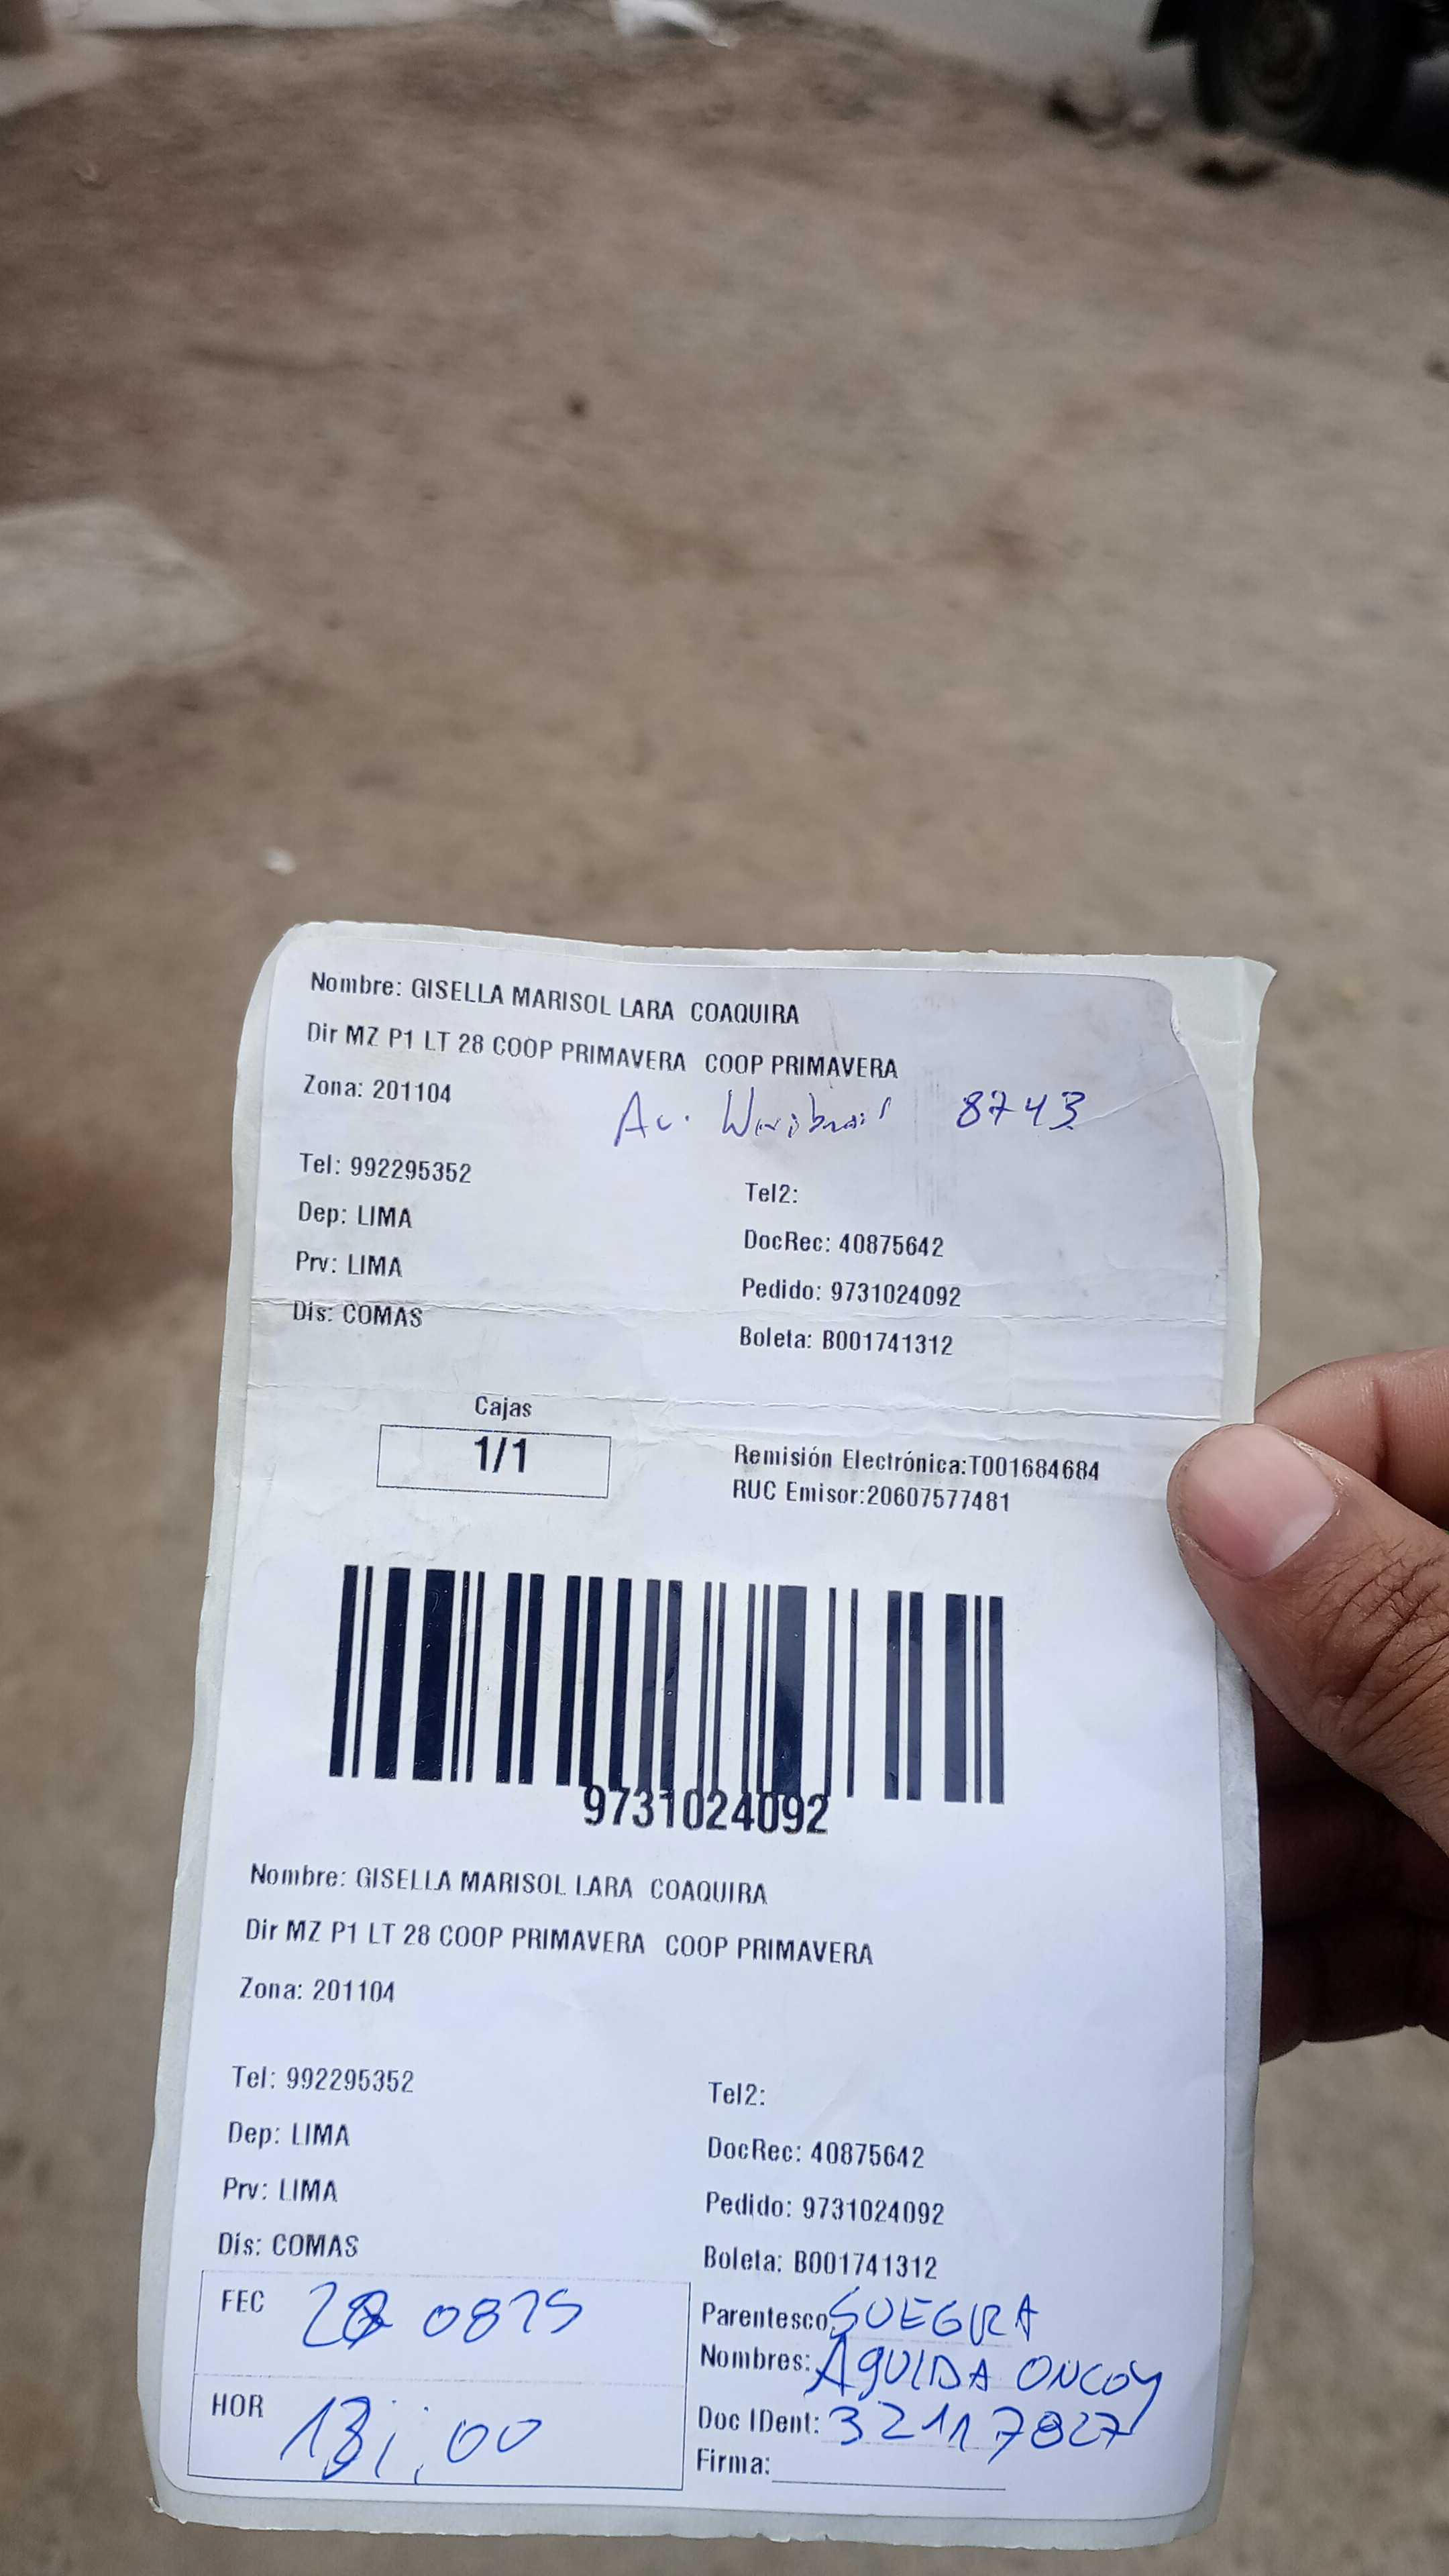 Nombre: GISELLA MARISOL LARA COAQUIRA
Dir MZ P1 LT 28 COOP PRIMAVERA COOP PRIMAVERA
Zona: 201104
Av. 8743
Tel: 992295352
Tel2:
Dep: LIMA
DocRec: 40875642
Prv: LIMA
Pedido: 9731024092
Dis: COMAS
Boleta: B001741312
Cajas
1/1
Remisión Electrónica:T001684684
RUC Emisor:20607577481
9731024092
Nombre: GISELLA MARISOL LARA COAQUIRA
Dir MZ P1 LT 28 COOP PRIMAVERA COOP PRIMAVERA
Zona: 201104
Tel: 992295352
Tel2:
Dep: LIMA
DocRec: 40875642
Prv: LIMA
Pedido: 9731024092
Dis: COMAS
Boleta: B001741312
FEC
Parentesco: SUEGRA
Nombres: AGUIDA ONCOY
HOR
Doc IDent: 32117827
Firma: